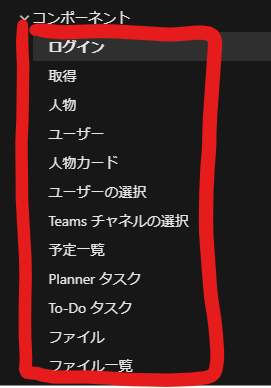 コンポーネント
ログイン
取得
人物
ユーザー
人物カード
ユーザーの選択
Teams チャネルの選択
予定一覧
Planner タスク
To-Do タスク
ファイル
ファイル一覧